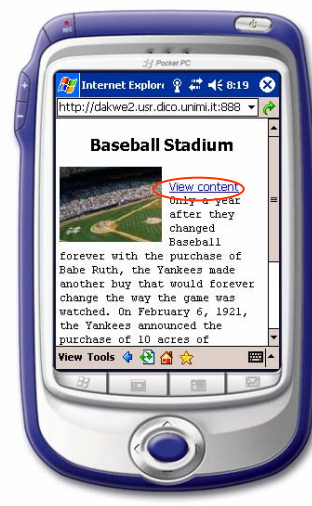 REC
Pocket PC
Internet Explor 8:19
http://dakwe2.usr.dico.unimi.it:888
Baseball Stadium
View content
Only a year
after they
changed
Baseball
forever with the purchase of
Babe Ruth, the Yankees made
another buy that would forever
change the way the game was
watched. On February 6, 1921,
the Yankees announced the
purchase of 10 acres of
View Tools